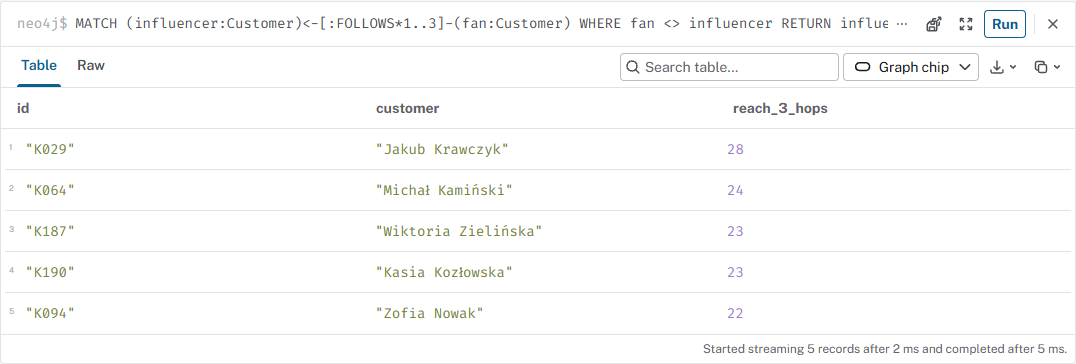 neo4j$ MATCH (influencer:Customer)<-[:FOLLOWS*1..3]-(fan:Customer) WHERE fan <> influencer RETURN influe ··· Run
Table Raw Search table... Graph chip
id customer reach_3_hops
1 "K029" "Jakub Krawczyk" 28
2 "K064" "Michał Kamiński" 24
3 "K187" "Wiktoria Zielińska" 23
4 "K190" "Kasia Kozłowska" 23
5 "K094" "Zofia Nowak" 22
Started streaming 5 records after 2 ms and completed after 5 ms.